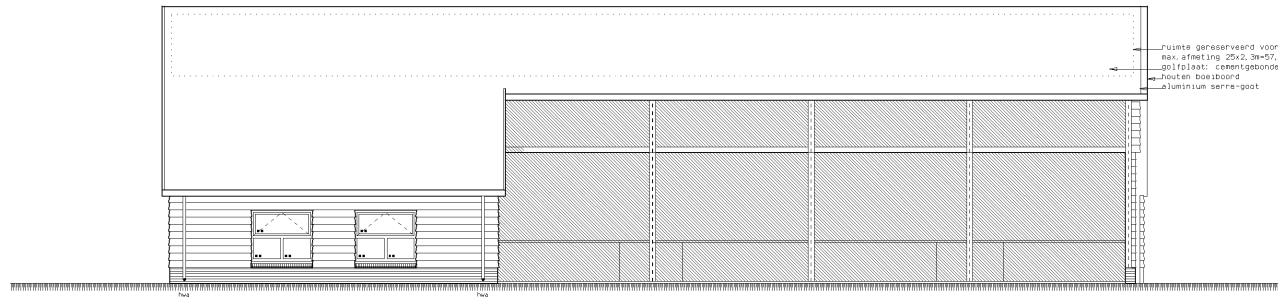 ruimte gereserveerd voor
max. afmeting 25x2,3m=57,
golfplaat: cementgebonde
houten boeiboord
aluminium serre-goot
hwa
hwa